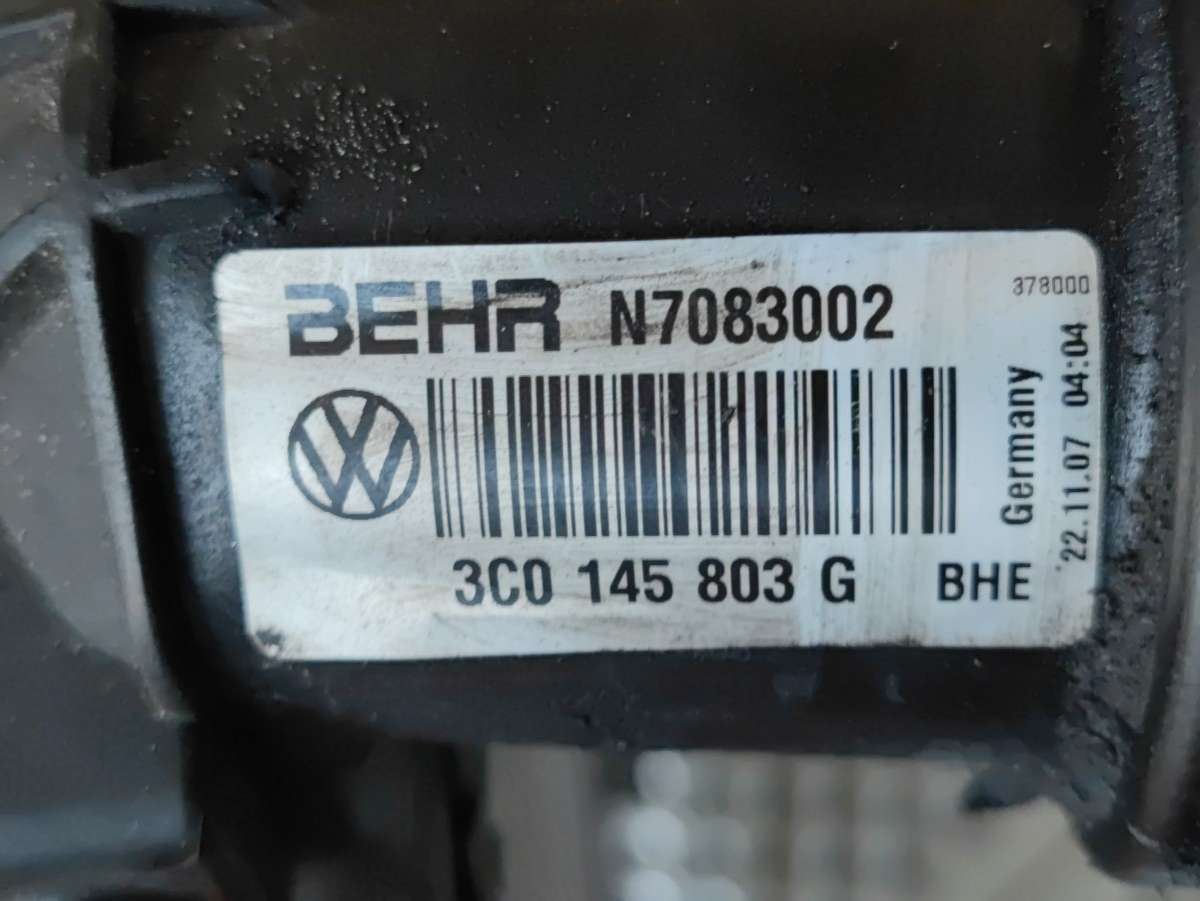 BEHR N7083002
378000
3C0 145 803 G BHE
Germany
22.11.07 04:04